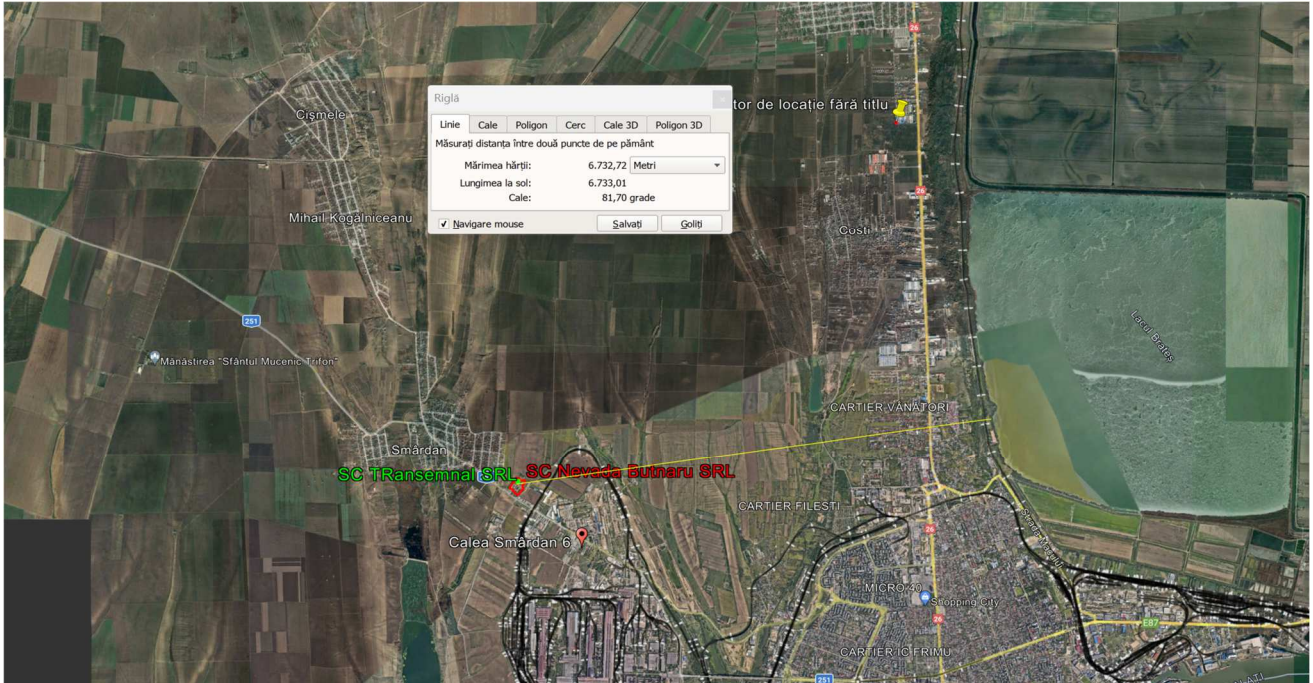 26
Cișmele
Riglă
tor de locație fără titlu
Linie Cale Poligon Cerc Cale 3D Poligon 3D
Măsurați distanța între două puncte de pe pământ
Mărimea hărții: 6.732,72 Metri
Lungimea la sol: 6.733,01
Cale: 81,70 grade
Navigare mouse Salvați Goliți
26
Mihail Kogălniceanu
Costi
251
Lacul Brateș
Mănăstirea "Sfântul Mucenic Trifon"
CARTIER VÂNĂTORI
Smârdan
SC TRansemnal SRL SC Nevada Butnaru SRL
CARTIER FILEȘTI
26
Calea Smârdan 6
MICRO 40
Shopping City
26
E87
CARTIER IC FRIMU
251